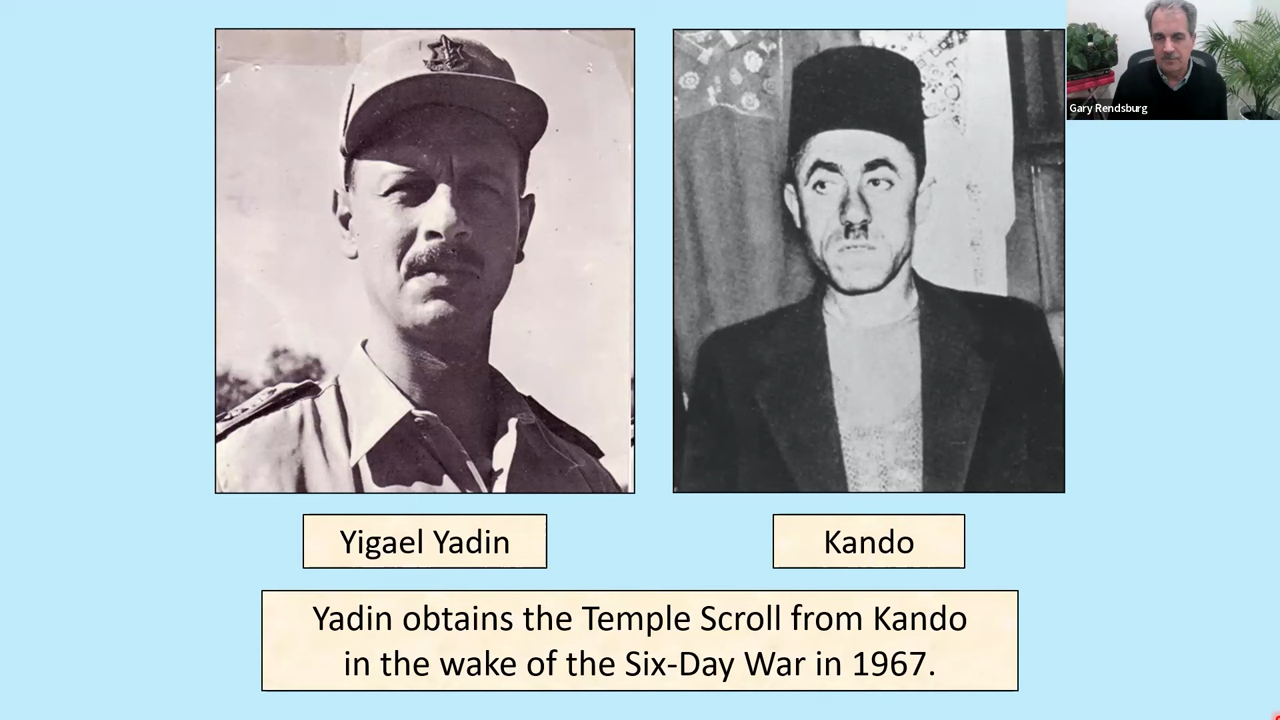 Gary Rendsburg
Yigael Yadin
Kando
Yadin obtains the Temple Scroll from Kando
in the wake of the Six-Day War in 1967.